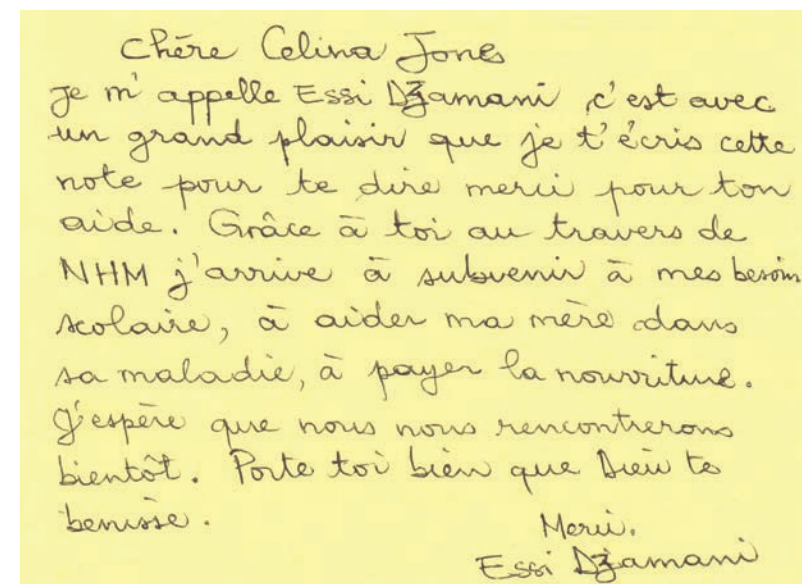 Chère Celina Jones
Je m'appelle Essi Dzamani, c'est avec
un grand plaisir que je t'écris cette
note pour te dire merci pour ton
aide. Grâce à toi au travers de
NHM j'arrive à subvenir à mes besoin
scolaire, à aider ma mère dans
sa maladie, à payer la nourriture.
J'espère que nous nous rencontrerons
bientôt. Porte toi bien que Dieu te
benisse.
Merci.
Essi Dzamani